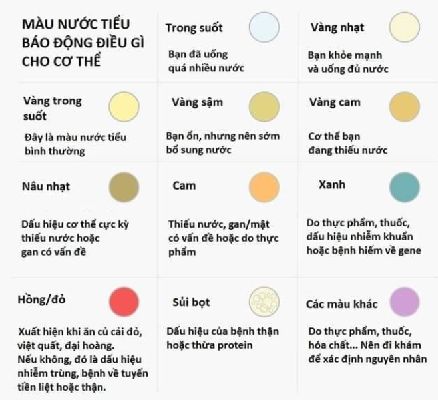 MÀU NƯỚC TIỂU
BÁO ĐỘNG ĐIỀU GÌ
CHO CƠ THỂ
Trong suốt
Bạn đã uống
quá nhiều nước
Vàng nhạt
Bạn khỏe mạnh
và uống đủ nước
Vàng trong
suốt
Đây là màu nước tiểu
bình thường
Vàng sậm
Bạn ổn, nhưng nên sớm
bổ sung nước
Vàng cam
Cơ thể bạn
đang thiếu nước
Nâu nhạt
Dấu hiệu cơ thể cực kỳ
thiếu nước hoặc
gan có vấn đề
Cam
Thiếu nước, gan/mật
có vấn đề hoặc do thực
phẩm
Xanh
Do thực phẩm, thuốc,
dấu hiệu nhiễm khuẩn
hoặc bệnh hiếm về gene
Hồng/đỏ
Xuất hiện khi ăn củ cải đỏ,
việt quất, đại hoàng.
Nếu không, đó là dấu hiệu
nhiễm trùng, bệnh về tuyến
tiền liệt hoặc thận.
Sủi bọt
Dấu hiệu của bệnh thận
hoặc thừa protein
Các màu khác
Do thực phẩm, thuốc,
hóa chất... Nên đi khám
để xác định nguyên nhân